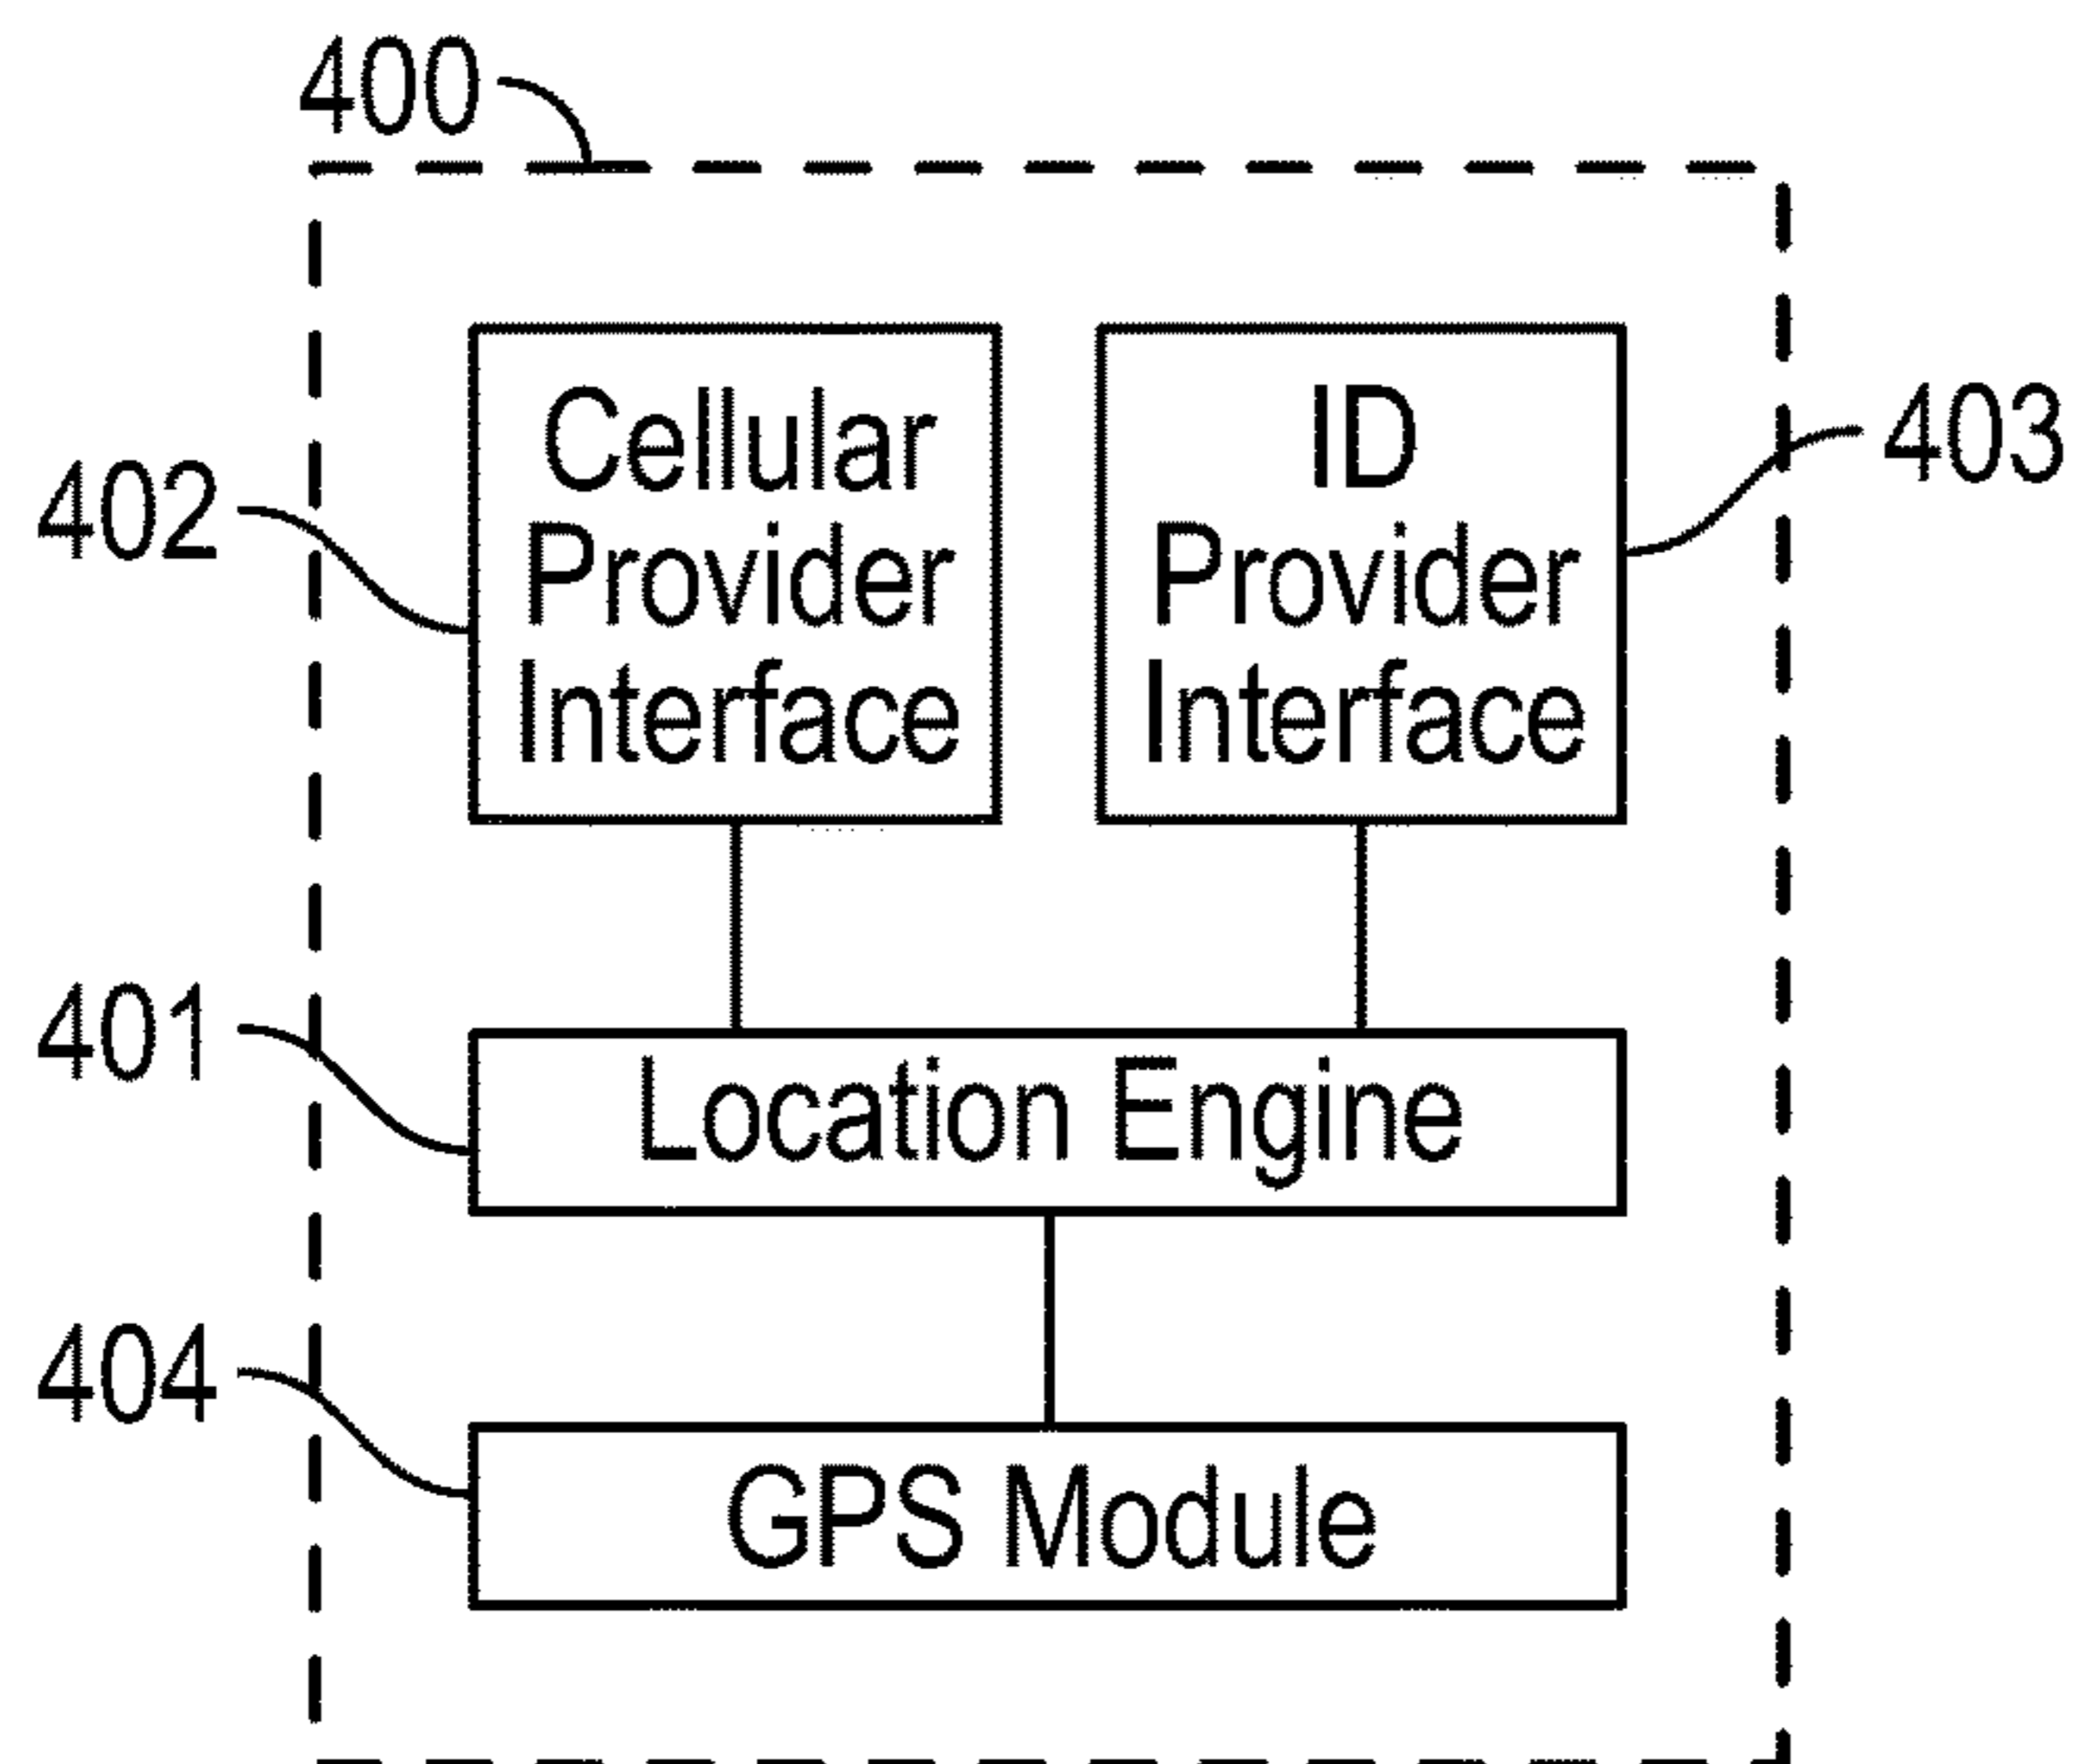 400
Cellular
Provider
Interface
402
ID
Provider
Interface
403
Location Engine
401
GPS Module
404